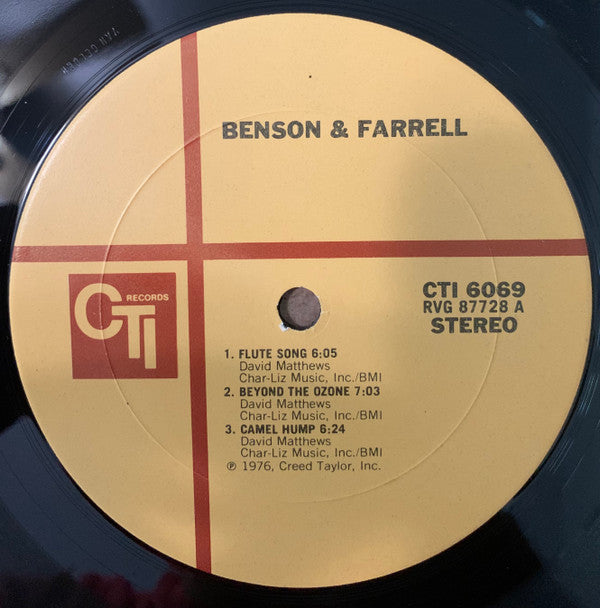 VAN GELDER
BENSON & FARRELL
CTI RECORDS
CTI 6069
RVG 87728 A
STEREO
1. FLUTE SONG 6:05
David Matthews
Char-Liz Music, Inc./BMI
2. BEYOND THE OZONE 7:03
David Matthews
Char-Liz Music, Inc./BMI
3. CAMEL HUMP 6:24
David Matthews
Char-Liz Music, Inc./BMI
℗ 1976, Creed Taylor, Inc.